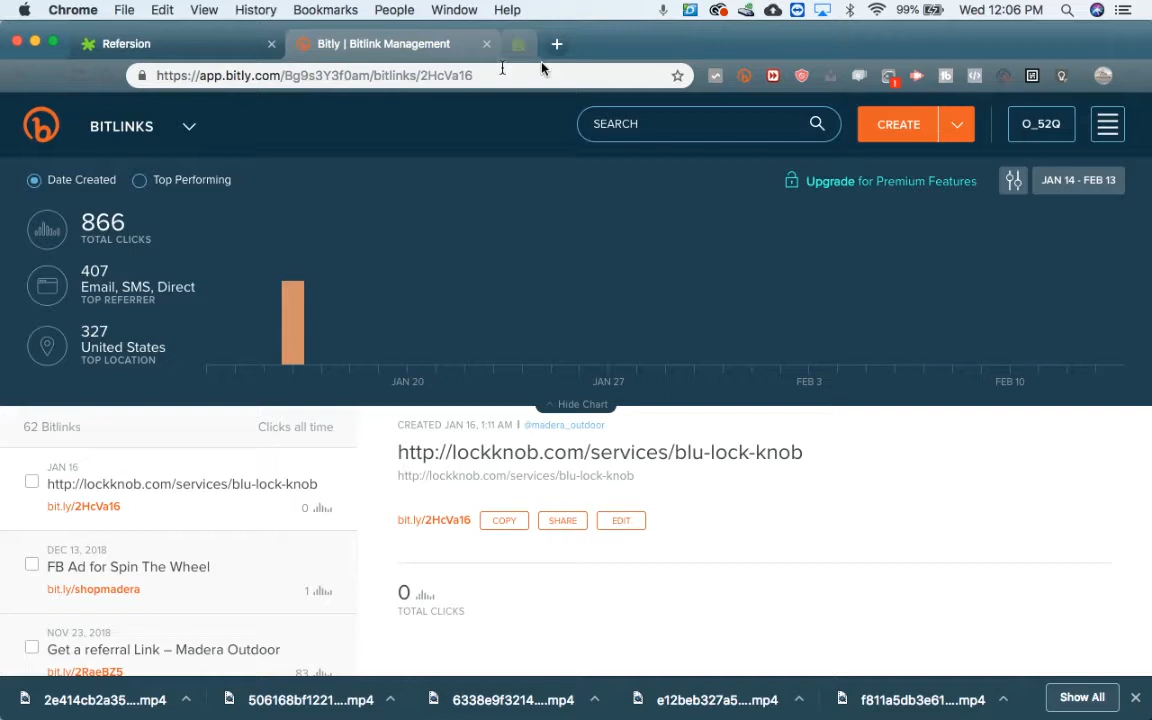 Chrome File Edit View History Bookmarks People Window Help 99% Wed 12:06 PM
Refersion
Bitly | Bitlink Management
https://app.bitly.com/Bg9s3Y3f0am/bitlinks/2HcVa16
BITLINKS
SEARCH
CREATE
O_52Q
Date Created
Top Performing
Upgrade for Premium Features
JAN 14 - FEB 13
866
TOTAL CLICKS
407
Email, SMS, Direct
TOP REFERRER
327
United States
TOP LOCATION
JAN 20 JAN 27 FEB 3 FEB 10
Hide Chart
62 Bitlinks Clicks all time
JAN 16
http://lockknob.com/services/blu-lock-knob
bit.ly/2HcVa16 0
DEC 13, 2018
FB Ad for Spin The Wheel
bit.ly/shopmadera 1
NOV 23, 2018
Get a referral Link – Madera Outdoor
bit.ly/2RaeBZ5 83
CREATED JAN 16, 1:11 AM | @madera_outdoor
http://lockknob.com/services/blu-lock-knob
http://lockknob.com/services/blu-lock-knob
bit.ly/2HcVa16 COPY SHARE EDIT
0
TOTAL CLICKS
2e414cb2a35....mp4 506168bf1221....mp4 6338e9f3214....mp4 e12beb327a5....mp4 f811a5db3e61....mp4 Show All